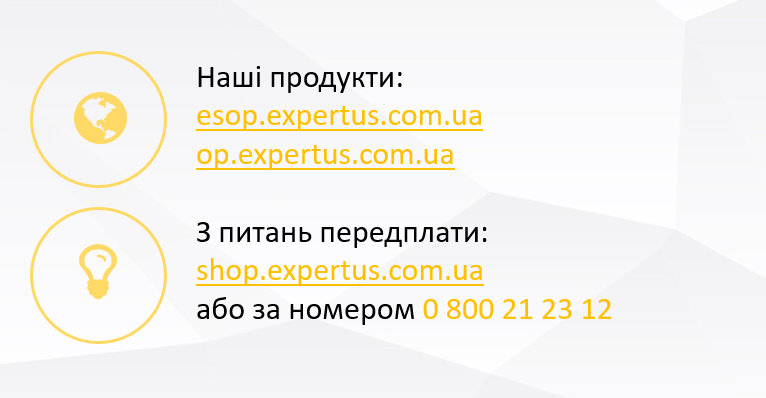 Наші продукти:
esop.expertus.com.ua
op.expertus.com.ua
З питань передплати:
shop.expertus.com.ua
або за номером 0 800 21 23 12